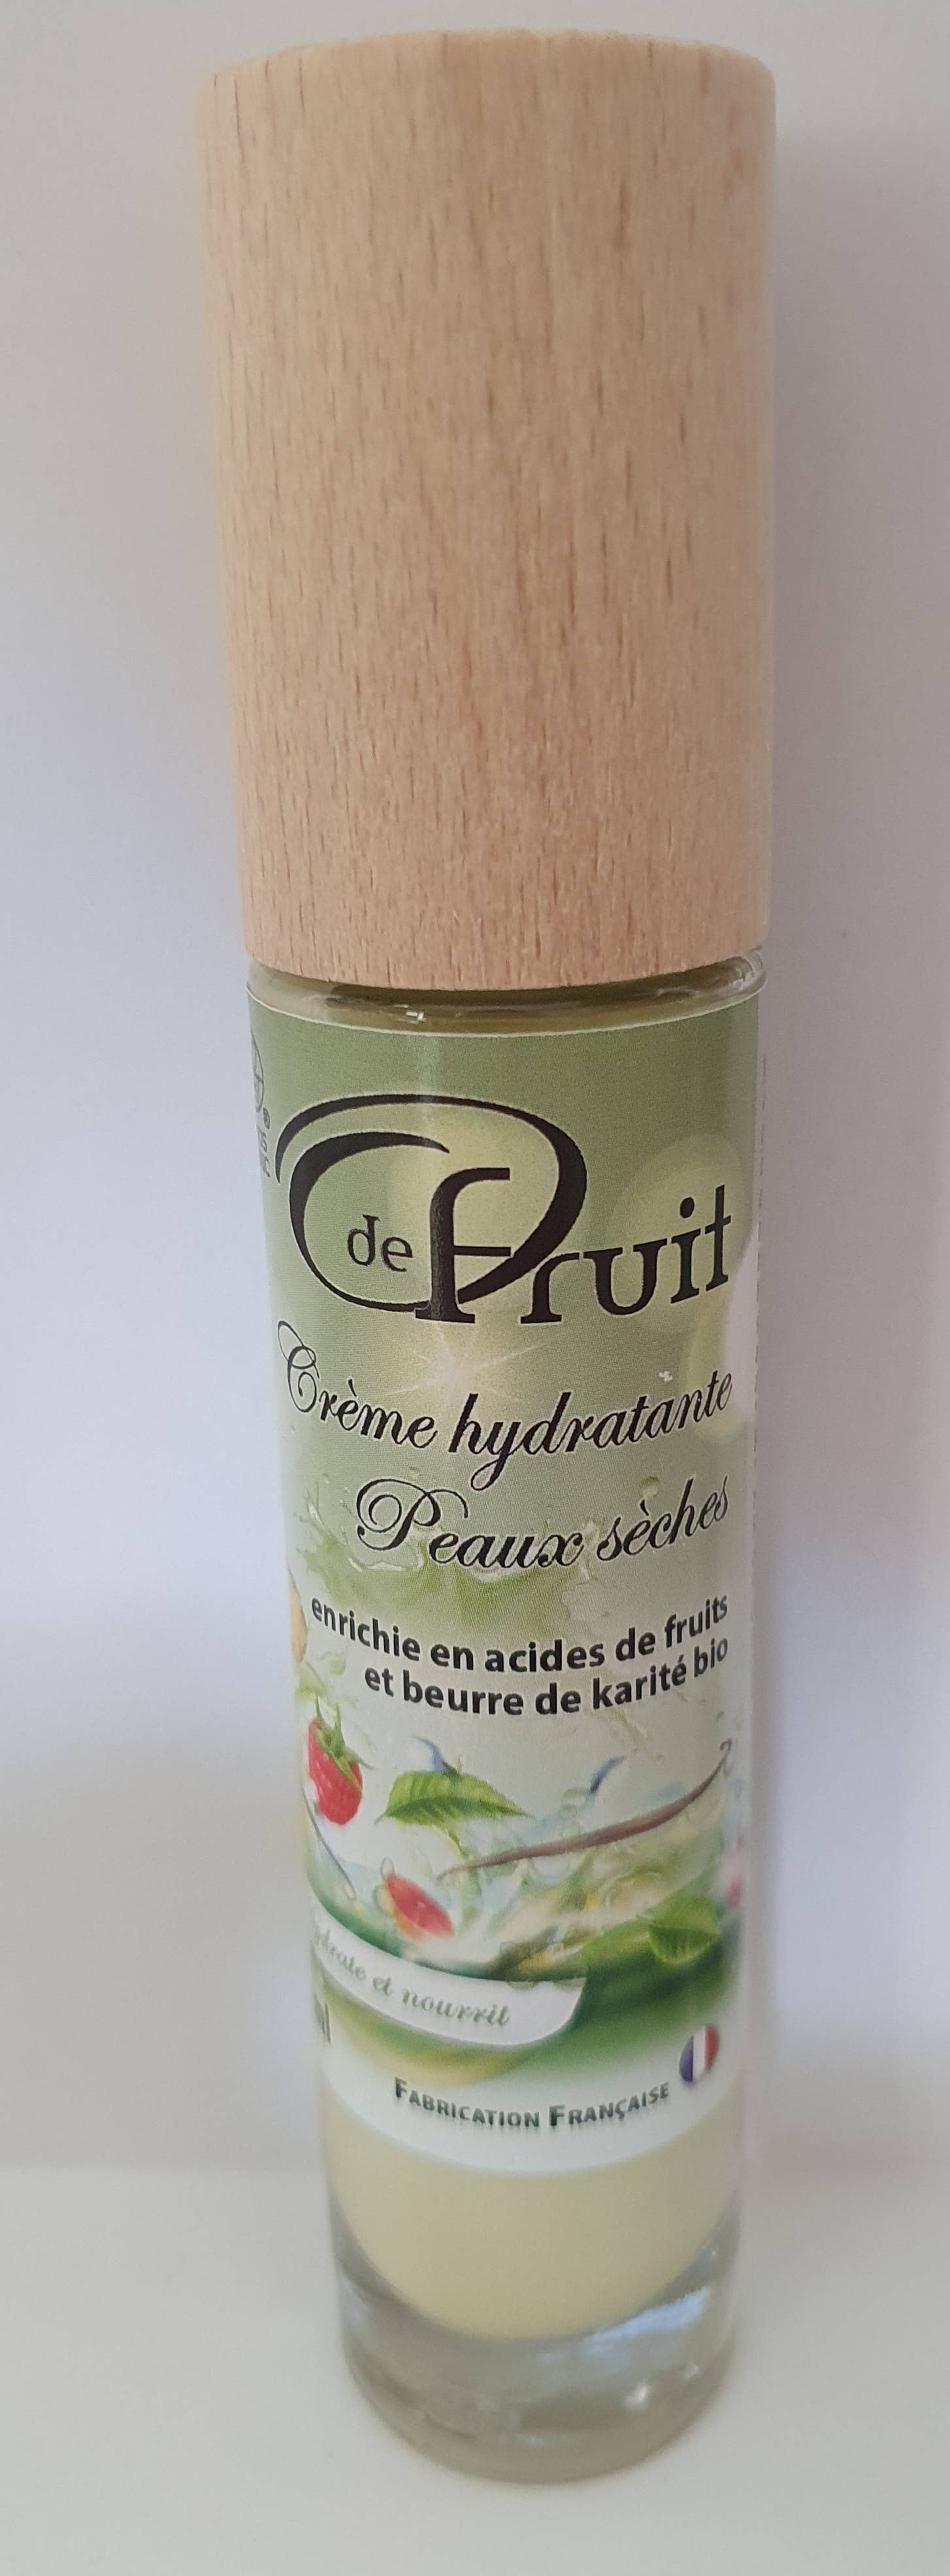 de Fruit
Crème hydratante
Peaux sèches
enrichie en acides de fruits
et beurre de karité bio
et nourrit
ml
FABRICATION FRANÇAISE